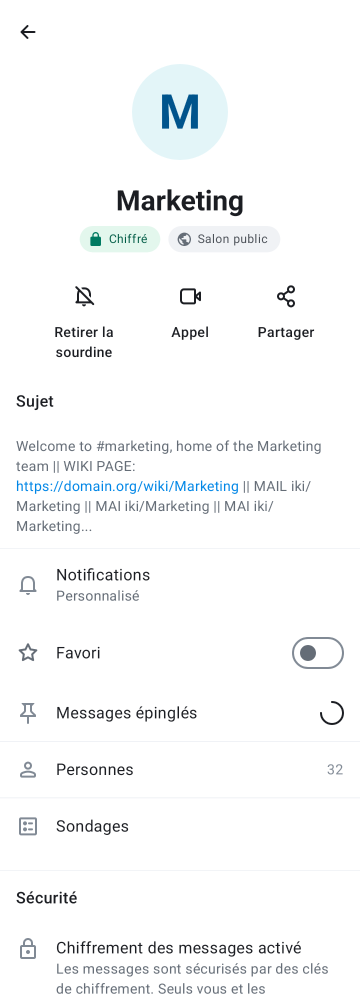 M
Marketing
Chiffré
Salon public
Retirer la
sourdine
Appel
Partager
Sujet
Welcome to #marketing, home of the Marketing
team || WIKI PAGE:
https://domain.org/wiki/Marketing || MAIL iki/
Marketing || MAI iki/Marketing || MAI iki/
Marketing...
Notifications
Personnalisé
Favori
Messages épinglés
Personnes
32
Sondages
Sécurité
Chiffrement des messages activé
Les messages sont sécurisés par des clés
de chiffrement. Seuls vous et les